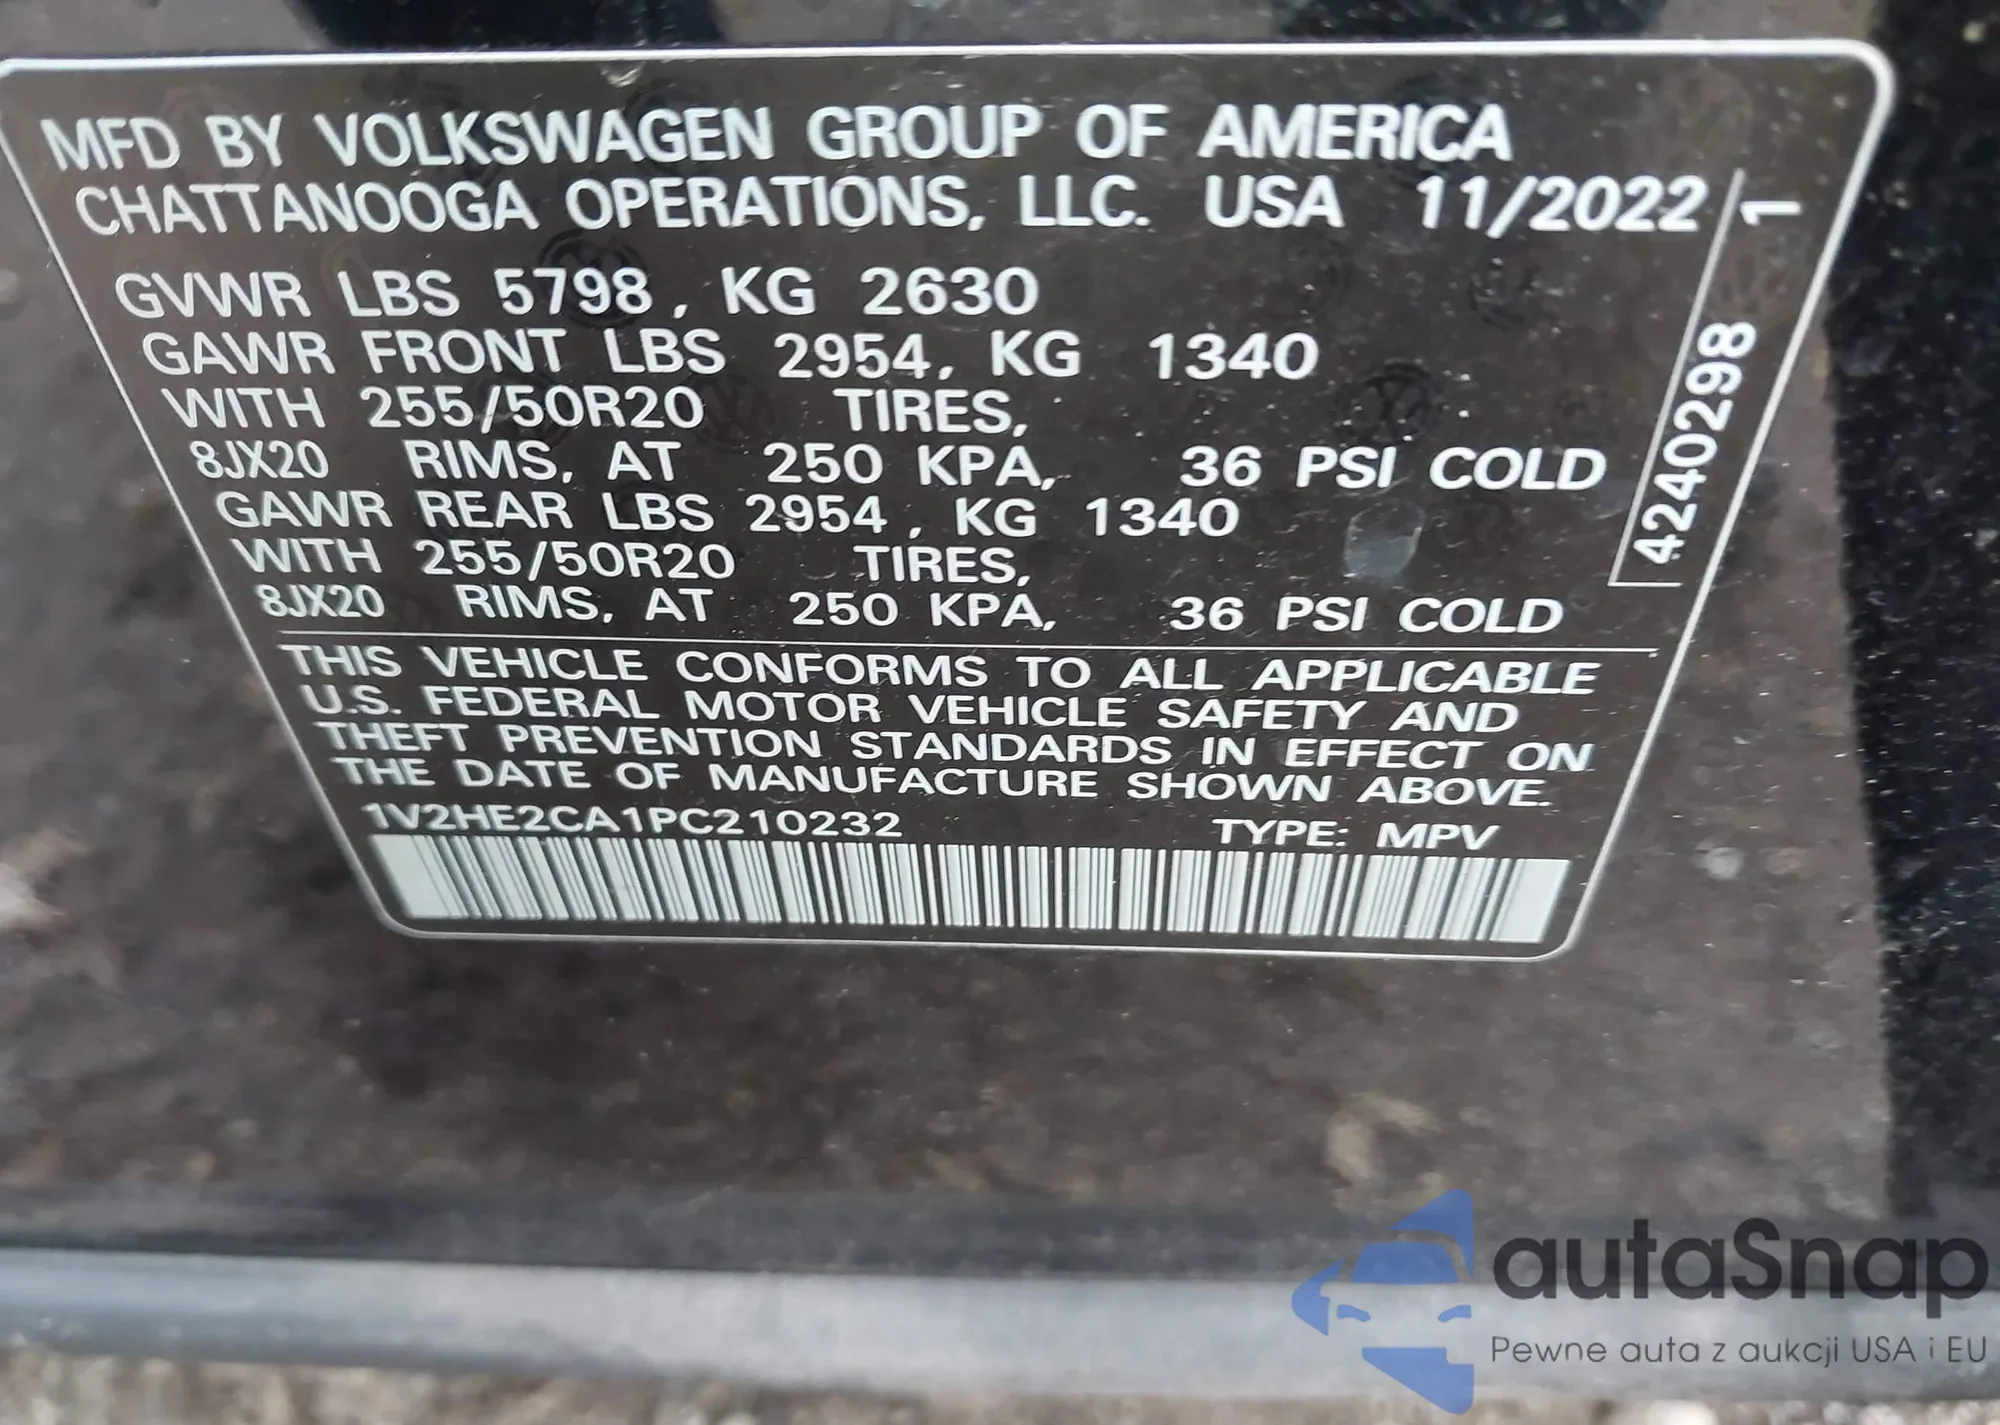 MFD BY VOLKSWAGEN GROUP OF AMERICA
CHATTANOOGA OPERATIONS, LLC. USA 11/2022
GVWR LBS 5798, KG 2630
GAWR FRONT LBS 2954, KG 1340
WITH 255/50R20 TIRES,
8JX20 RIMS, AT 250 KPA, 36 PSI COLD
GAWR REAR LBS 2954, KG 1340
WITH 255/50R20 TIRES,
8JX20 RIMS, AT 250 KPA, 36 PSI COLD
THIS VEHICLE CONFORMS TO ALL APPLICABLE
U.S. FEDERAL MOTOR VEHICLE SAFETY AND
THEFT PREVENTION STANDARDS IN EFFECT ON
THE DATE OF MANUFACTURE SHOWN ABOVE.
1V2HE2CA1PC210232 TYPE: MPV
4240298 1
autaSnap
Pewne auta z aukcji USA i EU